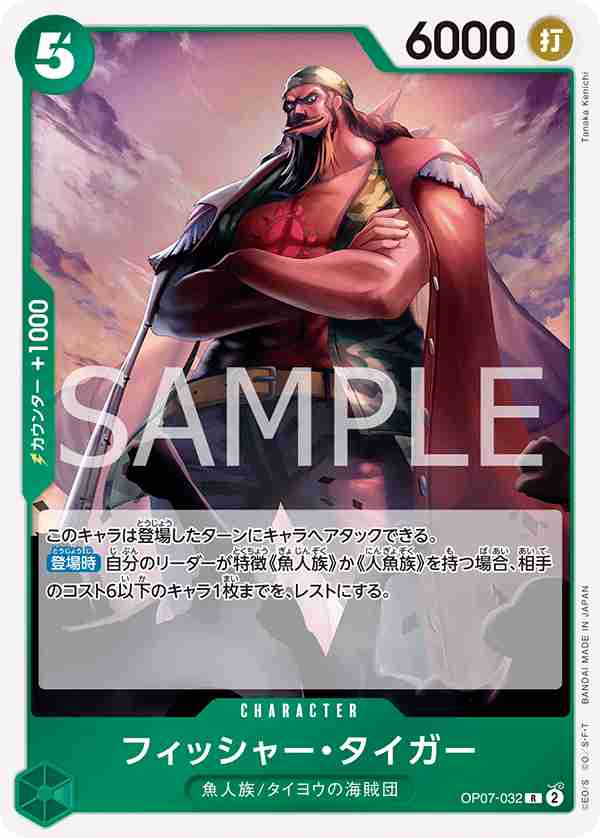 5
6000 打
Tanaka Kenichi
カウンター +1000
SAMPLE
このキャラは登場したターンにキャラへアタックできる。
登場時 自分のリーダーが特徴《魚人族》か《人魚族》を持つ場合、相手
のコスト6以下のキャラ1枚までを、レストにする。
CHARACTER
フィッシャー・タイガー
魚人族/タイヨウの海賊団
OP07-032 R 2
©E.O/S ©O./S・F・T BANDAI MADE IN JAPAN